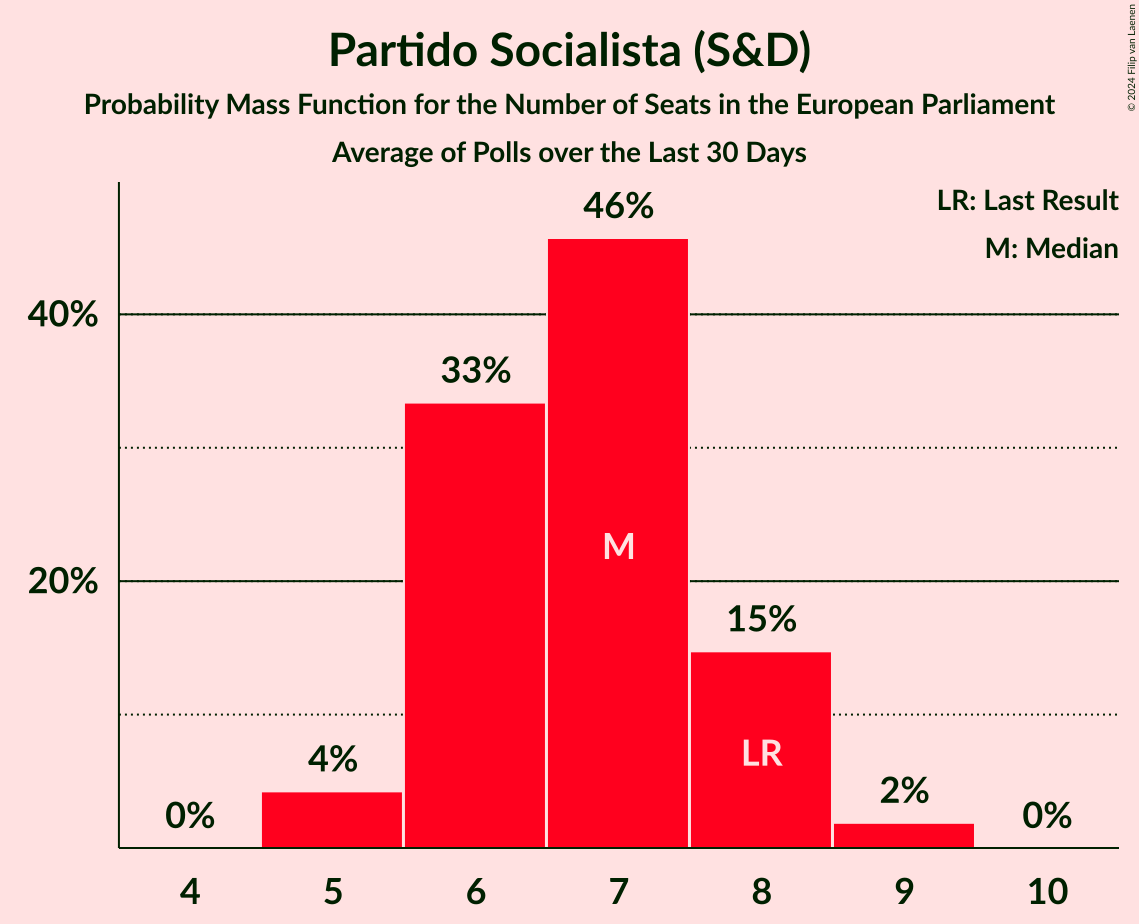 Partido Socialista (S&D)
Probability Mass Function for the Number of Seats in the European Parliament
Average of Polls over the Last 30 Days
© 2024 Filip van Laenen
LR: Last Result
M: Median
40%
20%
0%
4%
33%
46%
15%
2%
0%
M
LR
4
5
6
7
8
9
10